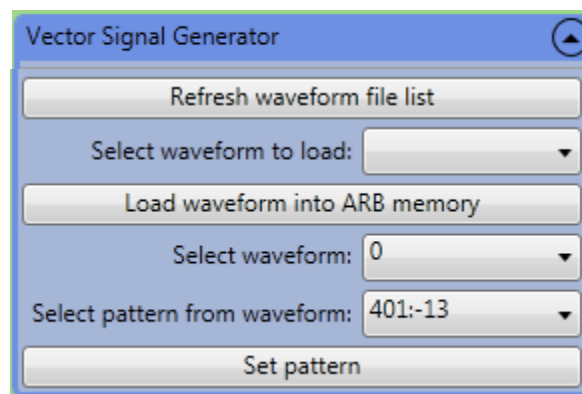 Vector Signal Generator
Refresh waveform file list
Select waveform to load:
Load waveform into ARB memory
Select waveform: 0
Select pattern from waveform: 401:-13
Set pattern